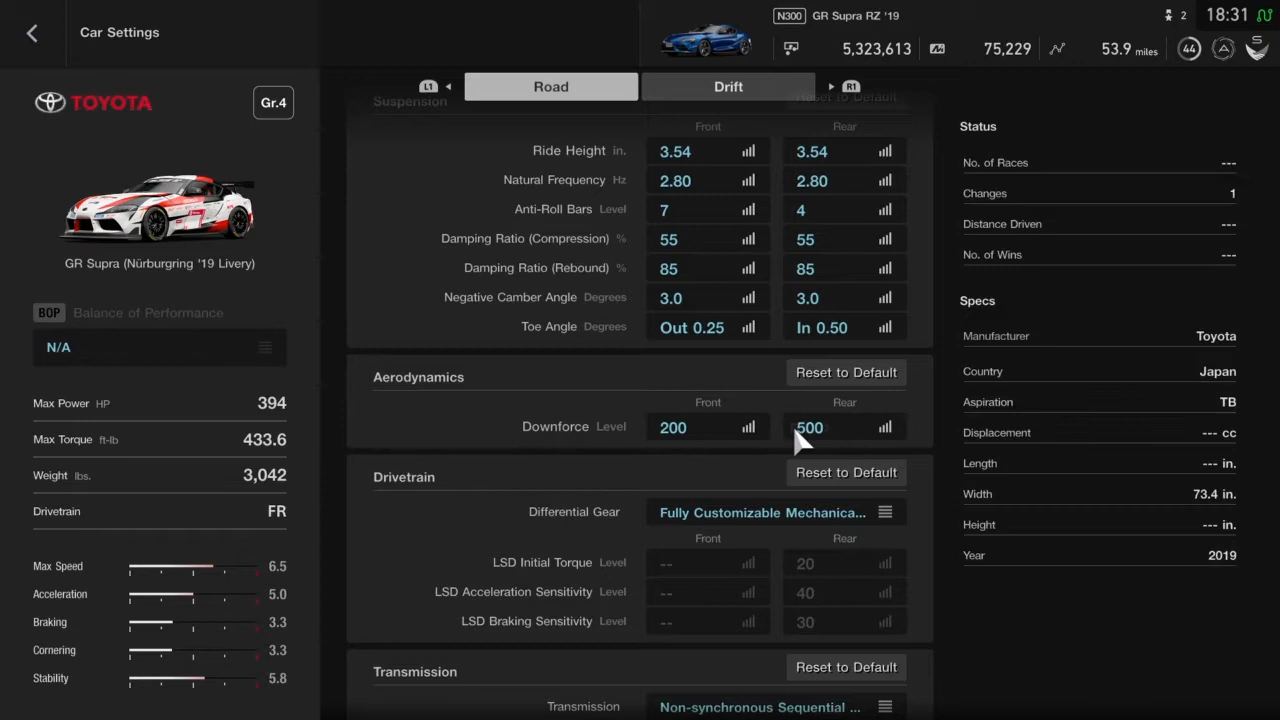 Car Settings
N300 GR Supra RZ '19
2 18:31
5,323,613 75,229 53.9 miles 44 A S
TOYOTA Gr.4
GR Supra (Nürburgring '19 Livery)
BOP Balance of Performance
N/A
Max Power HP 394
Max Torque ft-lb 433.6
Weight lbs. 3,042
Drivetrain FR
Max Speed 6.5
Acceleration 5.0
Braking 3.3
Cornering 3.3
Stability 5.8
L1 Road Drift R1
Suspension Reset to Default
Front Rear
Ride Height in. 3.54 3.54
Natural Frequency Hz 2.80 2.80
Anti-Roll Bars Level 7 4
Damping Ratio (Compression) % 55 55
Damping Ratio (Rebound) % 85 85
Negative Camber Angle Degrees 3.0 3.0
Toe Angle Degrees Out 0.25 In 0.50
Aerodynamics Reset to Default
Front Rear
Downforce Level 200 500
Drivetrain Reset to Default
Differential Gear Fully Customizable Mechanica...
Front Rear
LSD Initial Torque Level -- 20
LSD Acceleration Sensitivity Level -- 40
LSD Braking Sensitivity Level -- 30
Transmission Reset to Default
Transmission Non-synchronous Sequential ...
Status
No. of Races ---
Changes 1
Distance Driven ---
No. of Wins ---
Specs
Manufacturer Toyota
Country Japan
Aspiration TB
Displacement --- cc
Length --- in.
Width 73.4 in.
Height --- in.
Year 2019